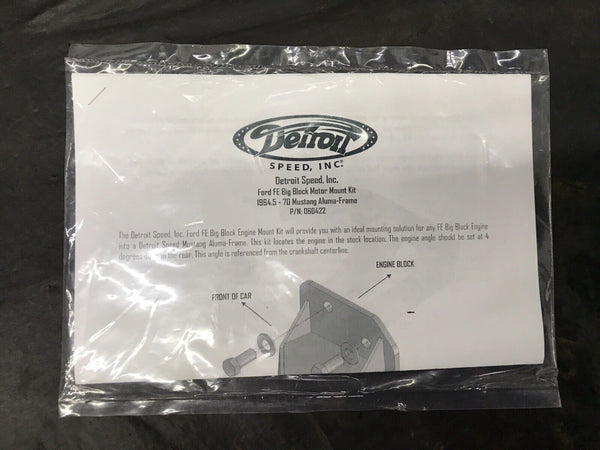 Detroit
SPEED, INC.
Detroit Speed, Inc.
Ford FE Big Block Motor Mount Kit
1964.5 - 70 Mustang Aluma-Frame
P/N: 060422
The Detroit Speed, Inc. Ford FE Big Block Engine Mount Kit will provide you with an ideal mounting solution for any FE Big Block Engine
into a Detroit Speed Mustang Aluma-Frame. This kit locates the engine in the stock location. The engine angle should be set at 4
degrees down in the rear. This angle is referenced from the crankshaft centerline.
ENGINE BLOCK
FRONT OF CAR